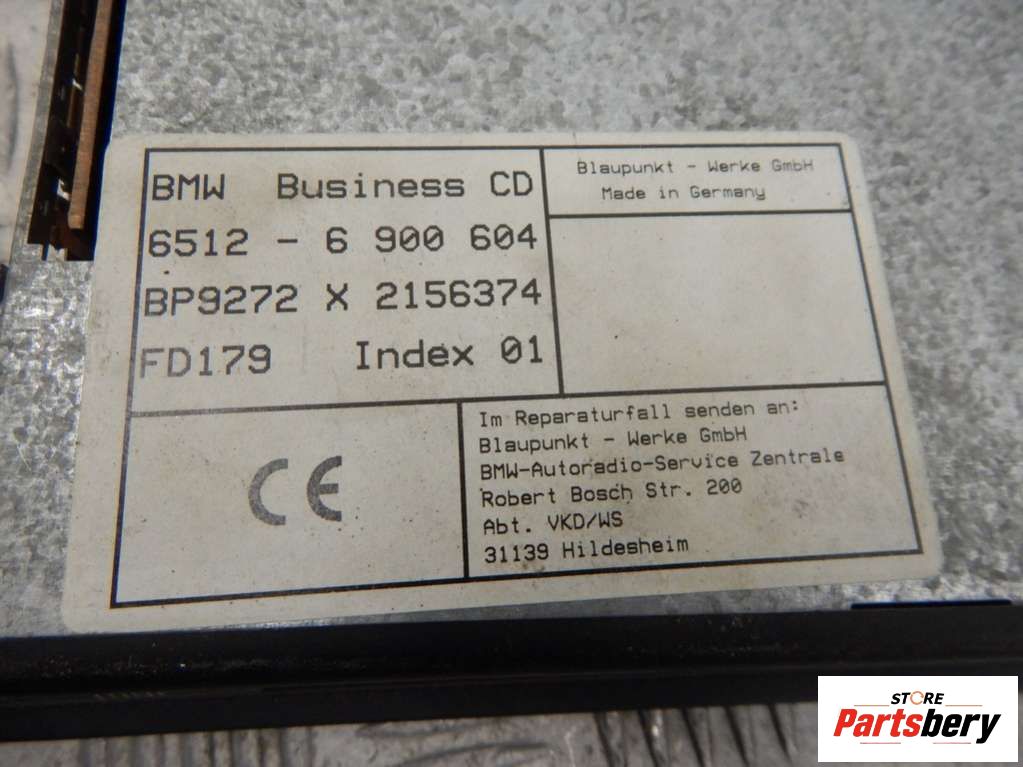 BMW Business CD
6512 - 6 900 604
BP9272 X 2156374
FD179 Index 01
Blaupunkt - Werke GmbH
Made in Germany
CE
Im Reparaturfall senden an:
Blaupunkt - Werke GmbH
BMW-Autoradio-Service Zentrale
Robert Bosch Str. 200
Abt. VKD/WS
31139 Hildesheim
STORE
Partsbery